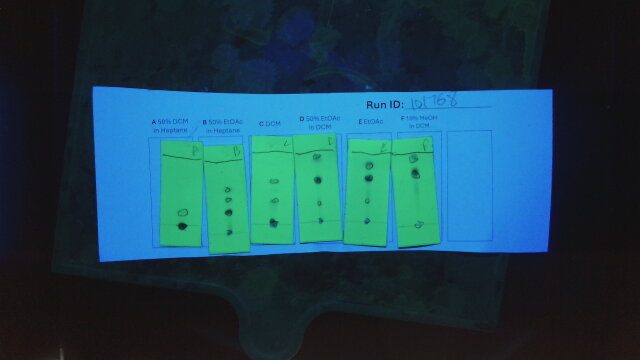 Run ID: 101768
A 50% DCM in Heptane
B 50% EtOAc in Heptane
C DCM
D 50% EtOAc in DCM
E EtOAc
F 10% MeOH in DCM
A
B
C
D
E
F